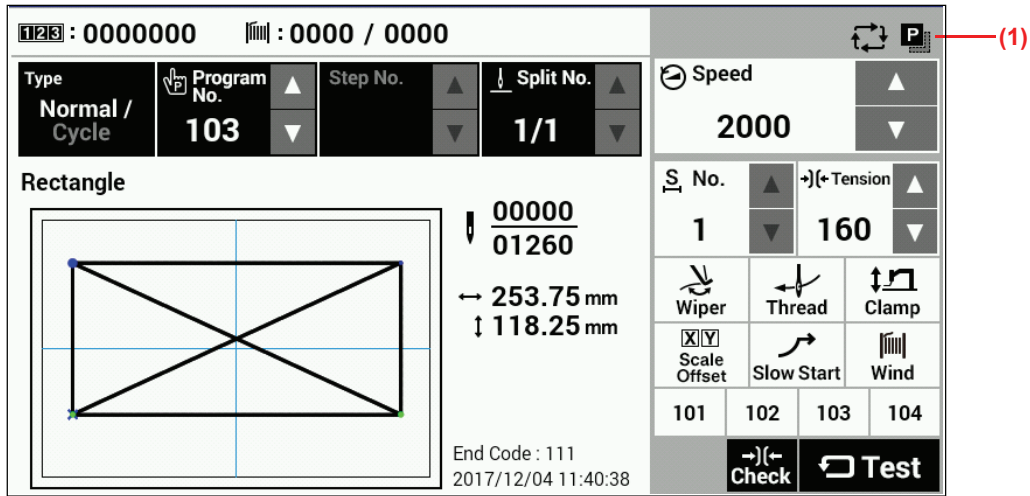 123 : 0000000 : 0000 / 0000
P
(1)
Type
Normal /
Cycle
P
Program
No.
103
Step No.
Split No.
1/1
Speed
2000
Rectangle
00000
01260
253.75 mm
118.25 mm
S No.
1
Tension
160
Wiper
Thread
Clamp
X Y
Scale
Offset
Slow Start
Wind
101 102 103 104
End Code : 111
2017/12/04 11:40:38
Check
Test